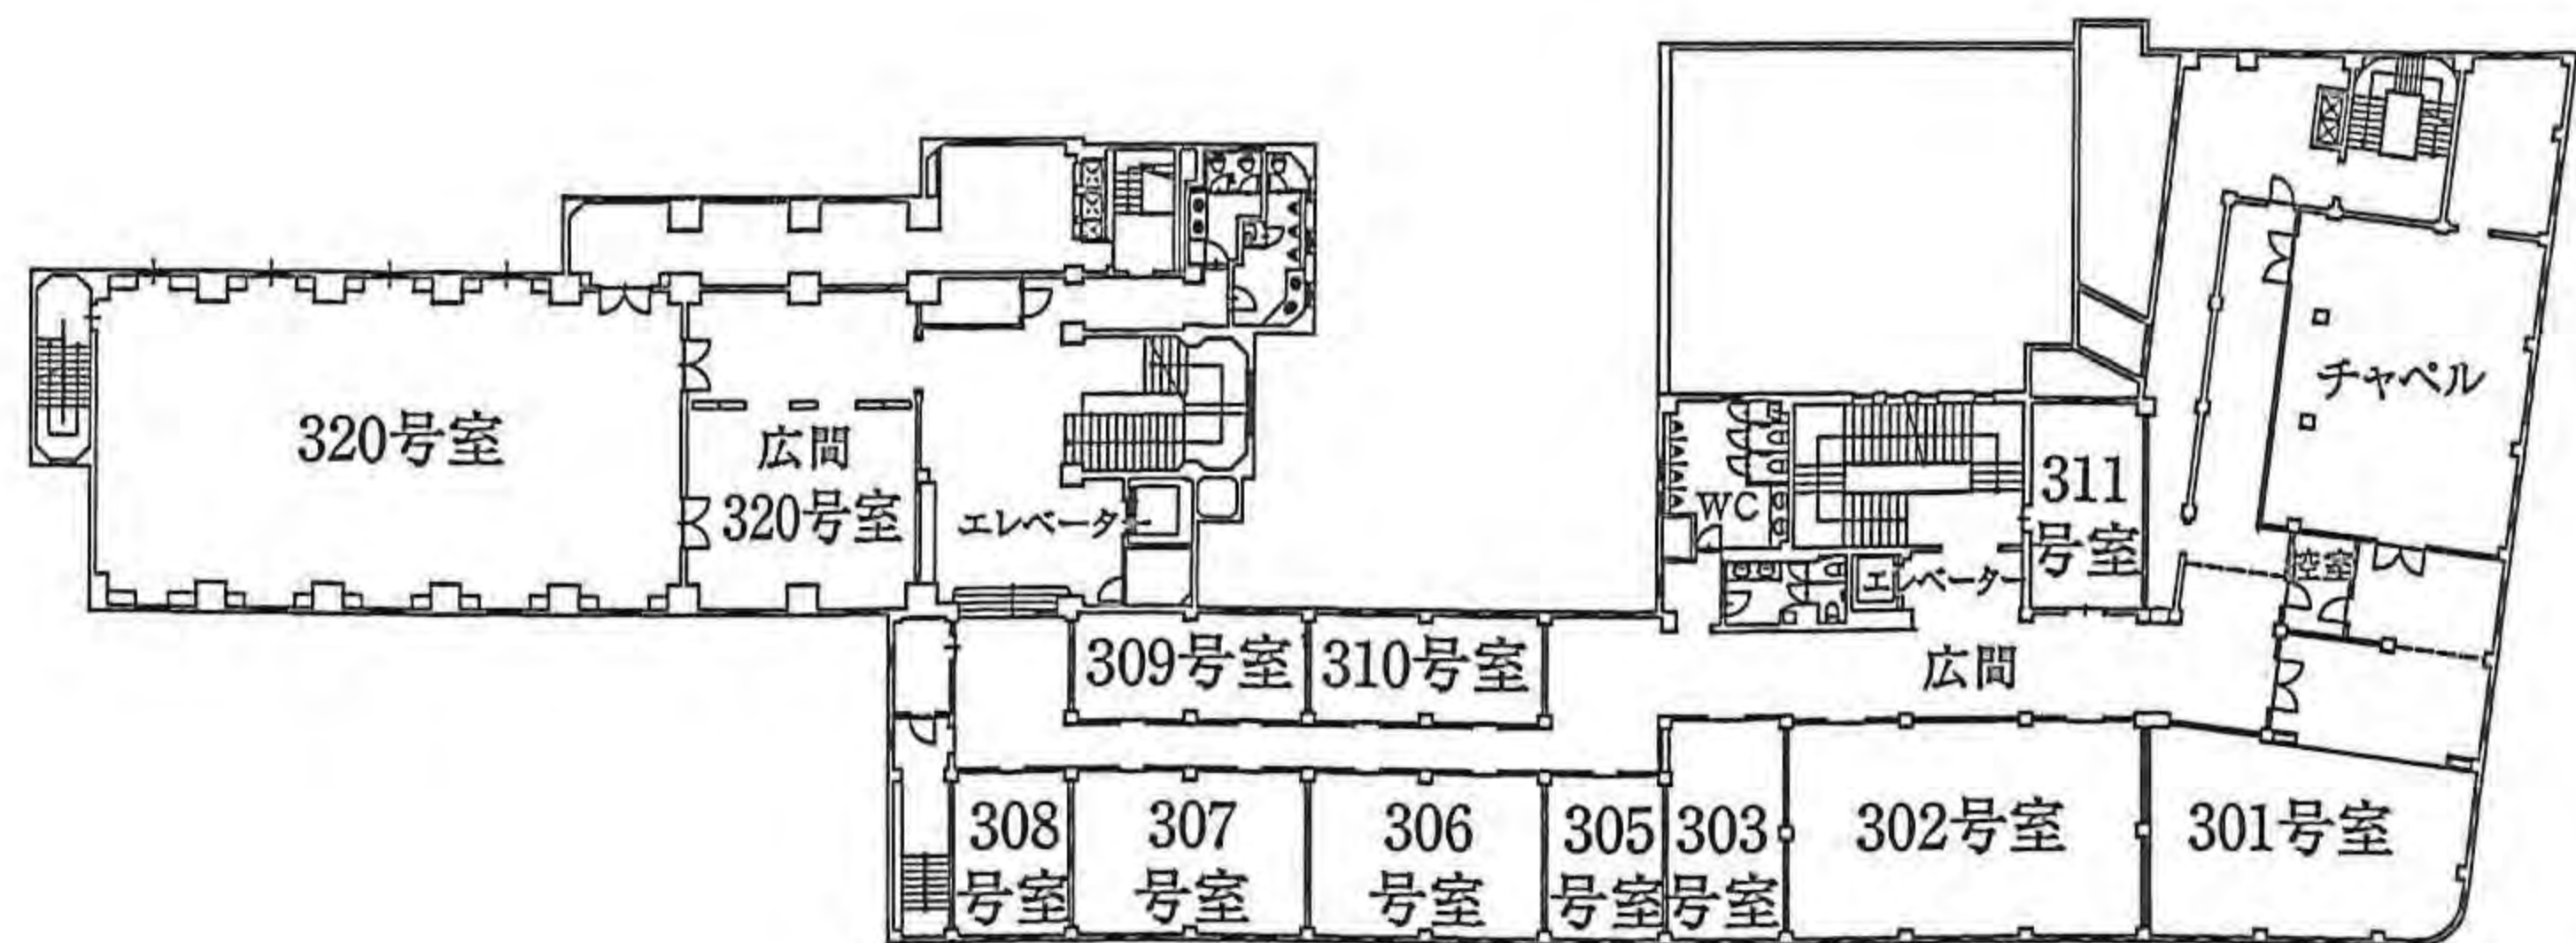 320号室
広間
320号室
エレベータ
WC
エレベーター
311
号室
チャペル
控室
309号室
310号室
広間
308
号室
307
号室
306
号室
305
号室
303
号室
302号室
301号室